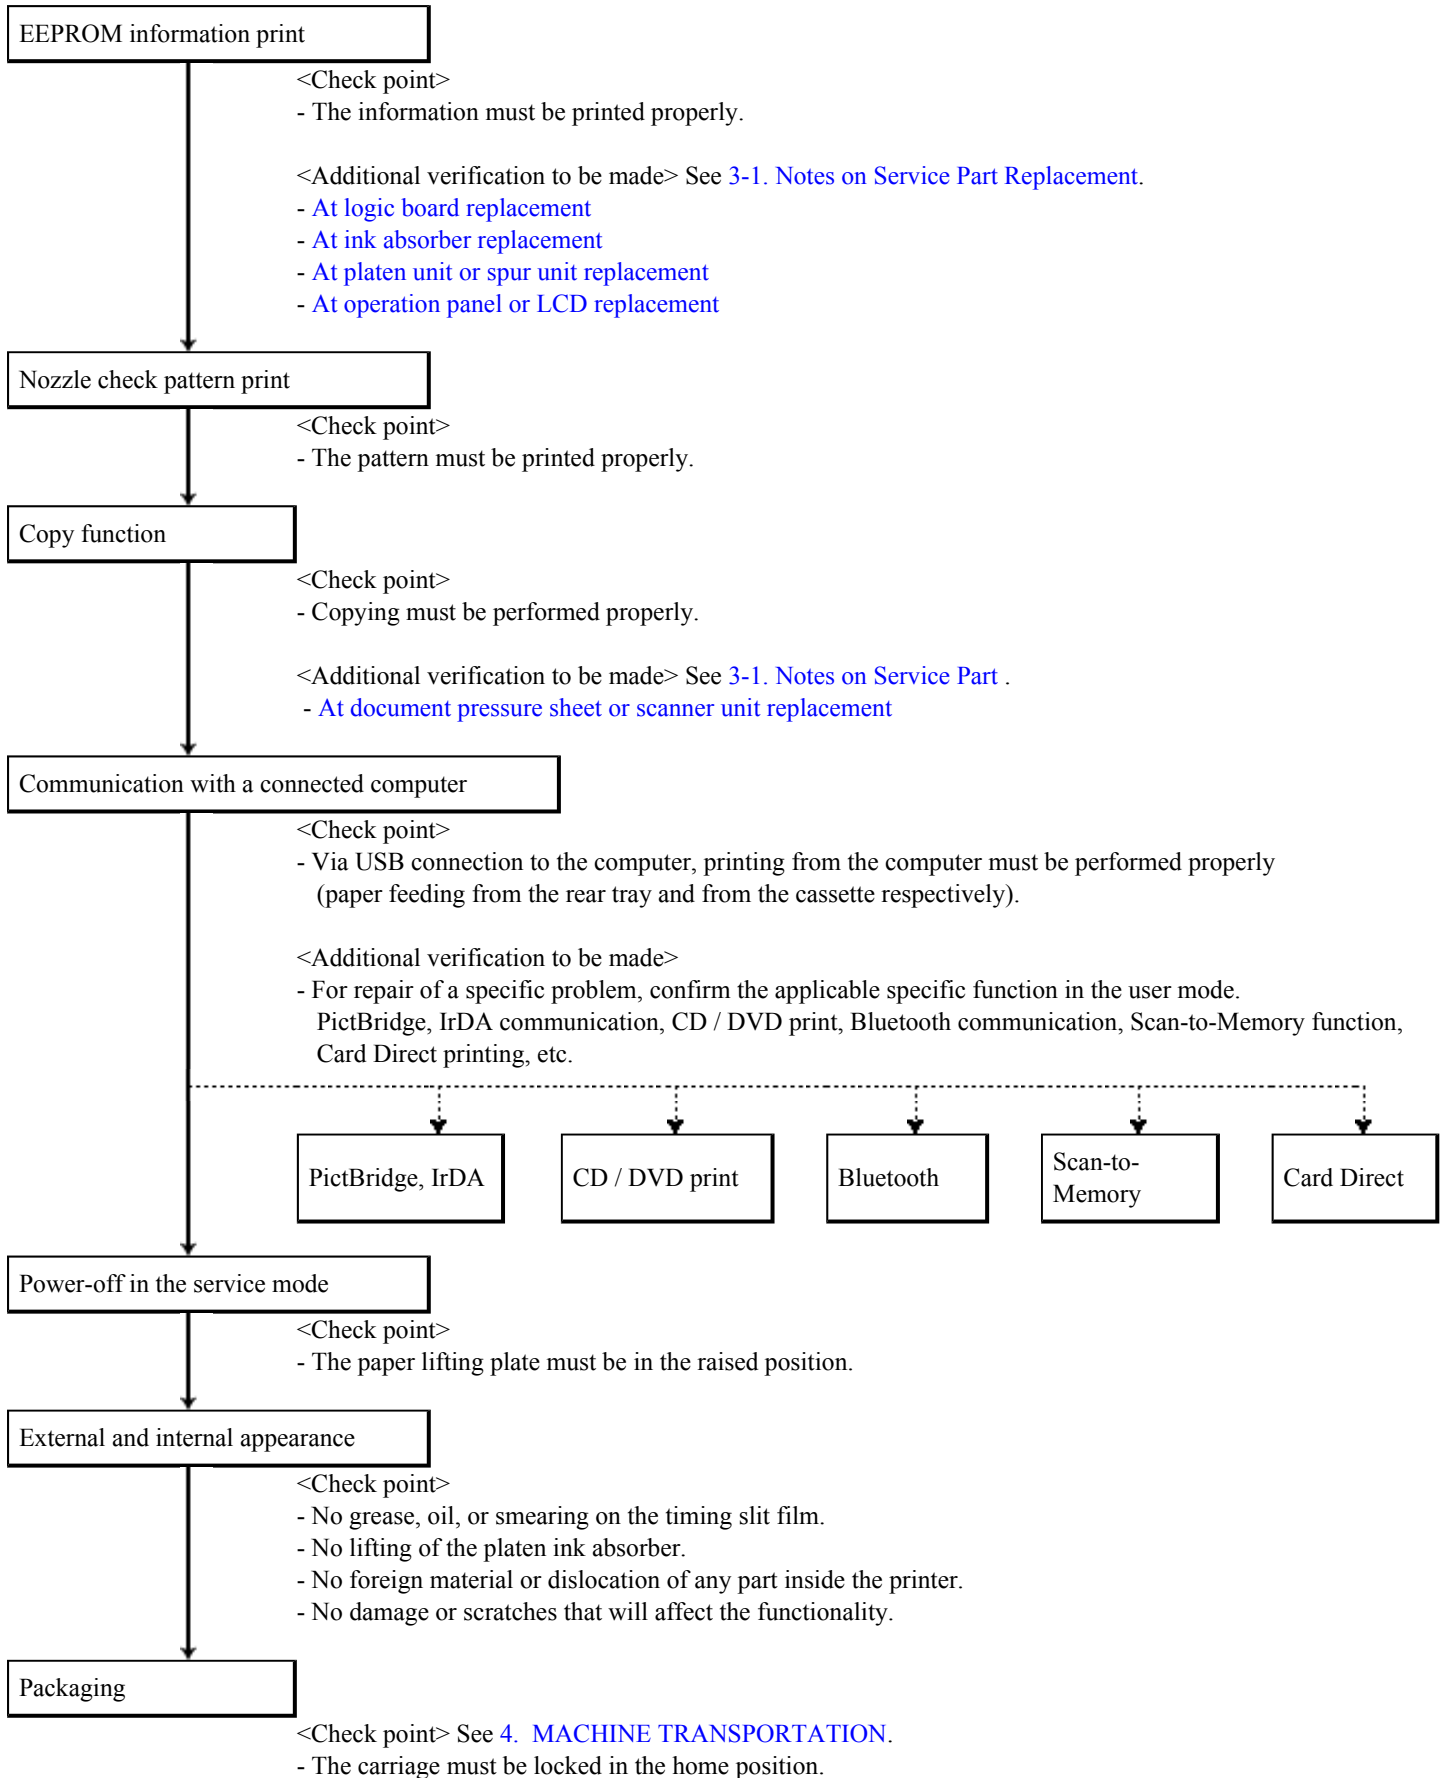 EEPROM information print
<Check point>
- The information must be printed properly.
<Additional verification to be made> See 3-1. Notes on Service Part Replacement.
- At logic board replacement
- At ink absorber replacement
- At platen unit or spur unit replacement
- At operation panel or LCD replacement
Nozzle check pattern print
<Check point>
- The pattern must be printed properly.
Copy function
<Check point>
- Copying must be performed properly.
<Additional verification to be made> See 3-1. Notes on Service Part .
- At document pressure sheet or scanner unit replacement
Communication with a connected computer
<Check point>
- Via USB connection to the computer, printing from the computer must be performed properly
(paper feeding from the rear tray and from the cassette respectively).
<Additional verification to be made>
- For repair of a specific problem, confirm the applicable specific function in the user mode.
PictBridge, IrDA communication, CD / DVD print, Bluetooth communication, Scan-to-Memory function,
Card Direct printing, etc.
PictBridge, IrDA
CD / DVD print
Bluetooth
Scan-to-
Memory
Card Direct
Power-off in the service mode
<Check point>
- The paper lifting plate must be in the raised position.
External and internal appearance
<Check point>
- No grease, oil, or smearing on the timing slit film.
- No lifting of the platen ink absorber.
- No foreign material or dislocation of any part inside the printer.
- No damage or scratches that will affect the functionality.
Packaging
<Check point> See 4. MACHINE TRANSPORTATION.
- The carriage must be locked in the home position.